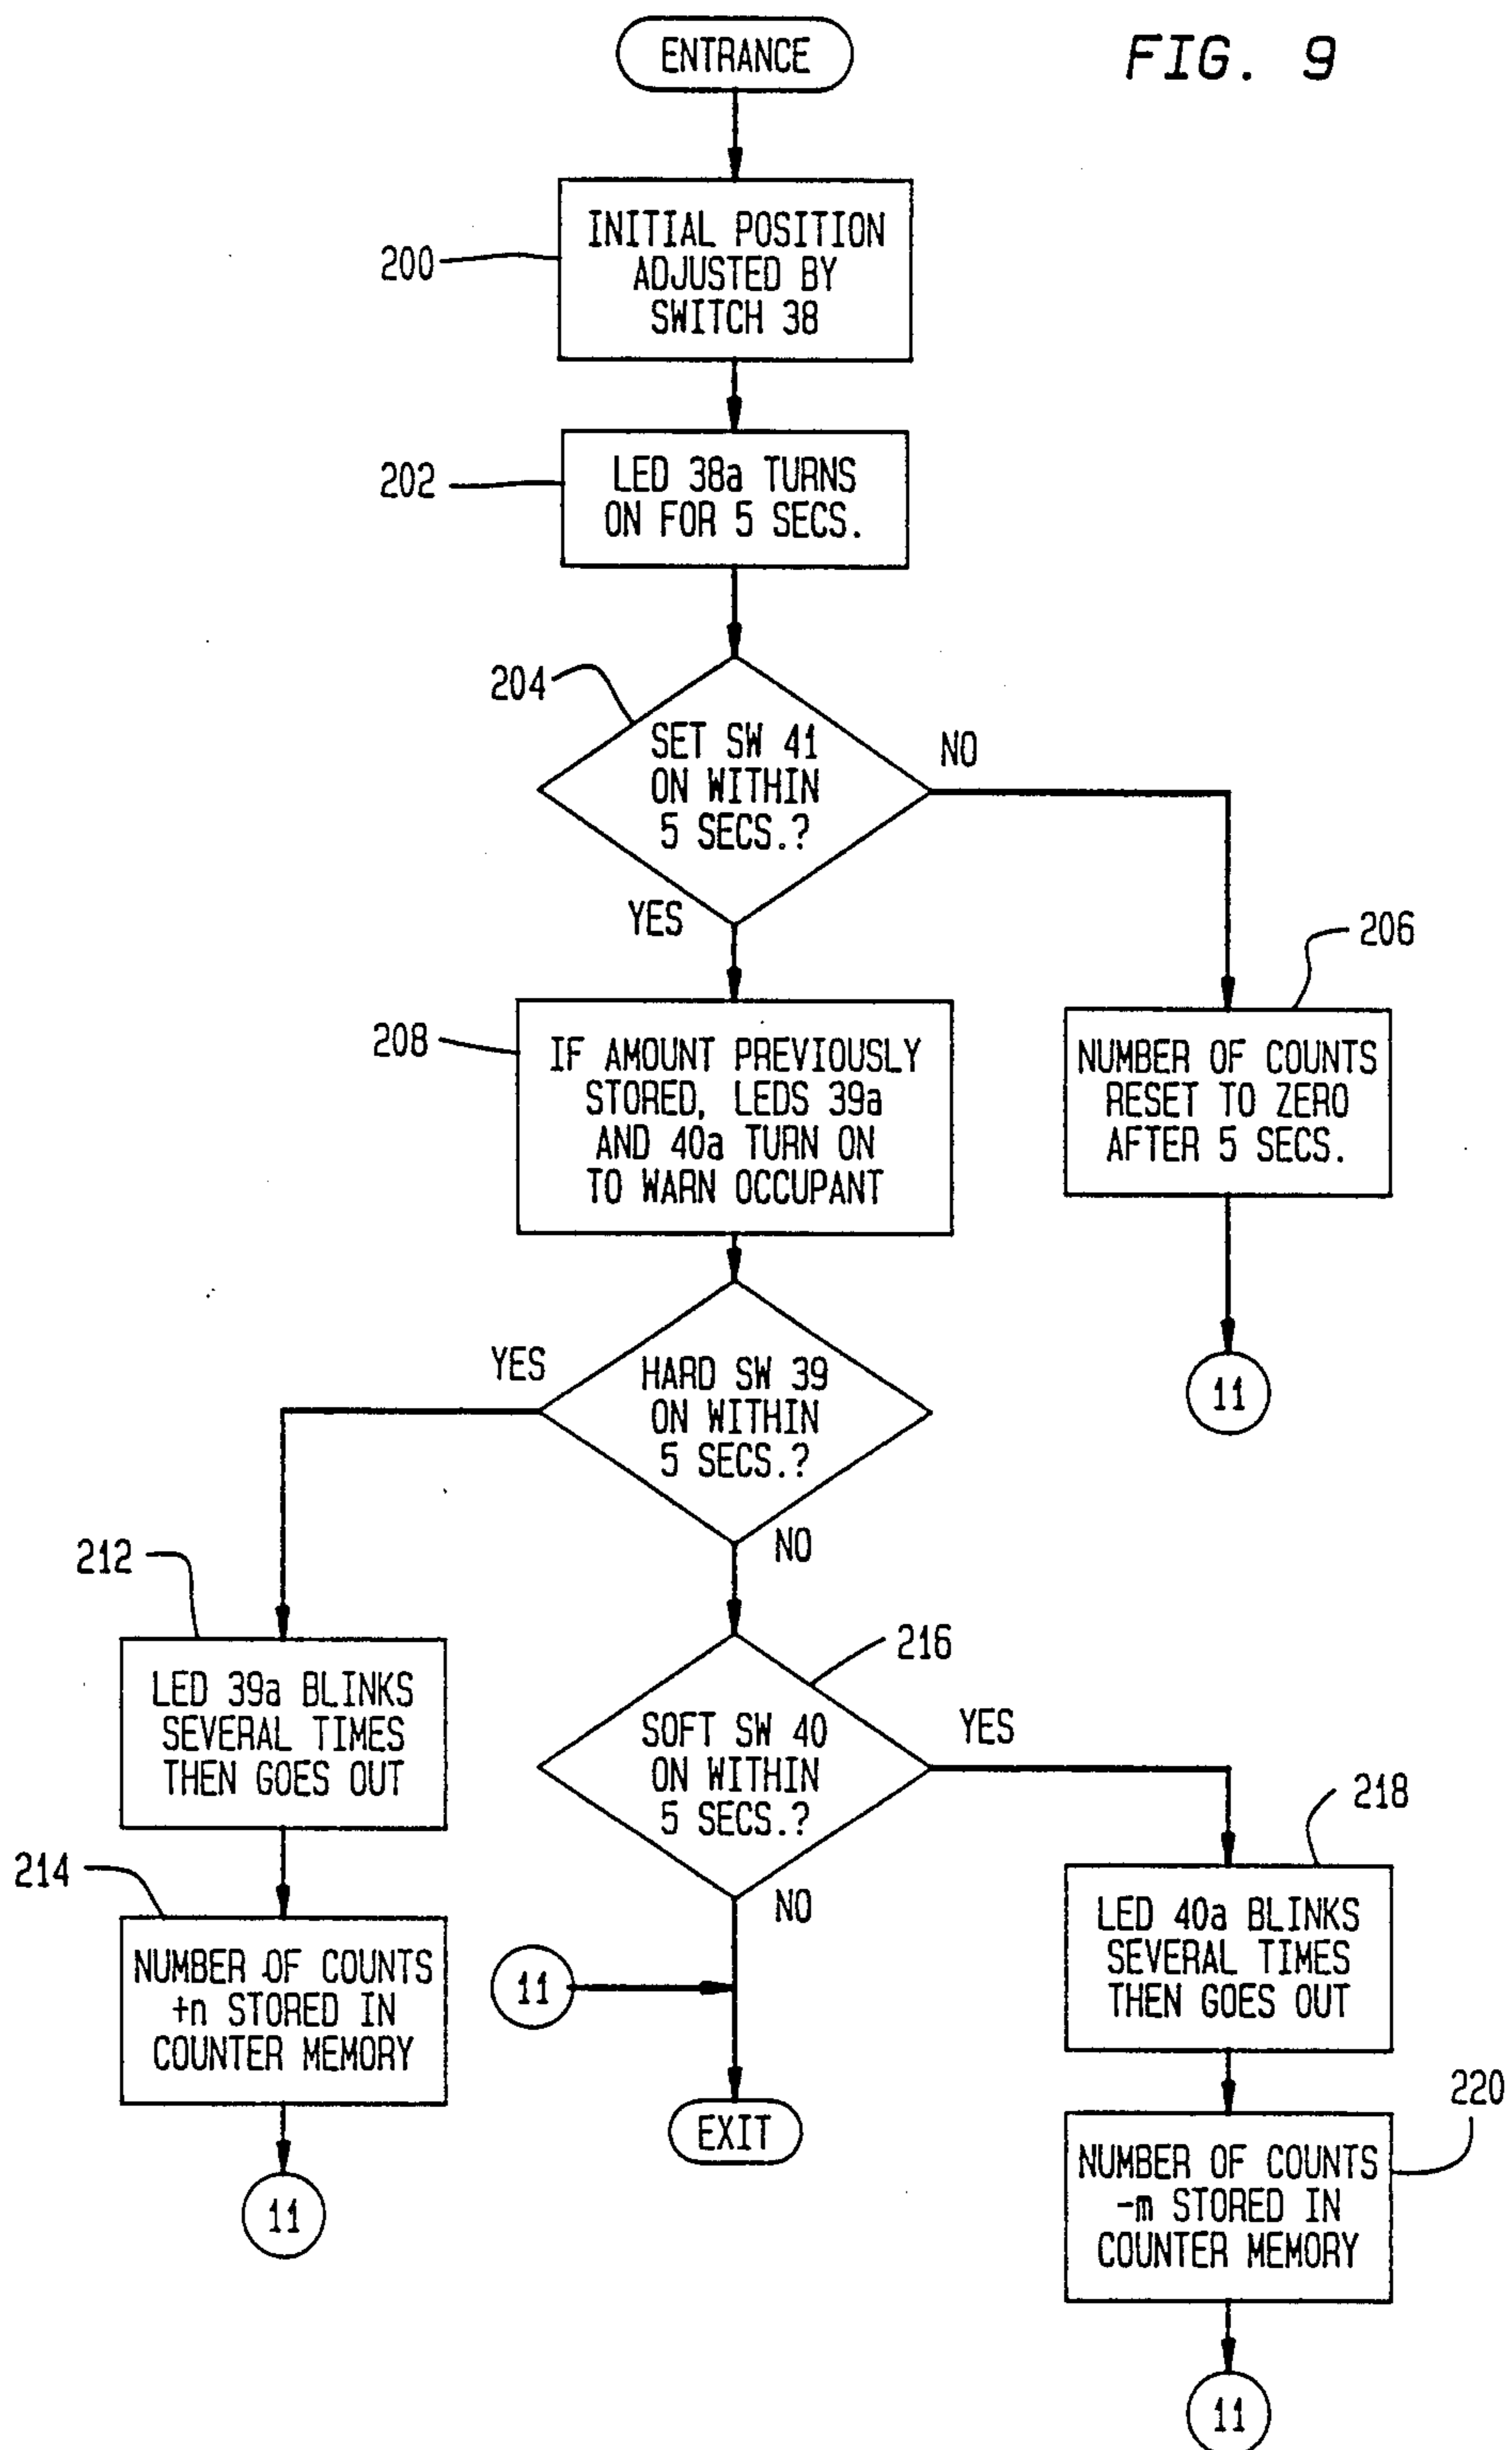 FIG. 9
ENTRANCE
200
INITIAL POSITION
ADJUSTED BY
SWITCH 38
202
LED 38a TURNS
ON FOR 5 SECS.
204
SET SW 41
ON WITHIN
5 SECS.?
NO
YES
206
NUMBER OF COUNTS
RESET TO ZERO
AFTER 5 SECS.
11
208
IF AMOUNT PREVIOUSLY
STORED, LEDS 39a
AND 40a TURN ON
TO WARN OCCUPANT
HARD SW 39
ON WITHIN
5 SECS.?
YES
NO
212
LED 39a BLINKS
SEVERAL TIMES
THEN GOES OUT
214
NUMBER OF COUNTS
+n STORED IN
COUNTER MEMORY
11
216
SOFT SW 40
ON WITHIN
5 SECS.?
YES
NO
11
EXIT
218
LED 40a BLINKS
SEVERAL TIMES
THEN GOES OUT
220
NUMBER OF COUNTS
-m STORED IN
COUNTER MEMORY
11